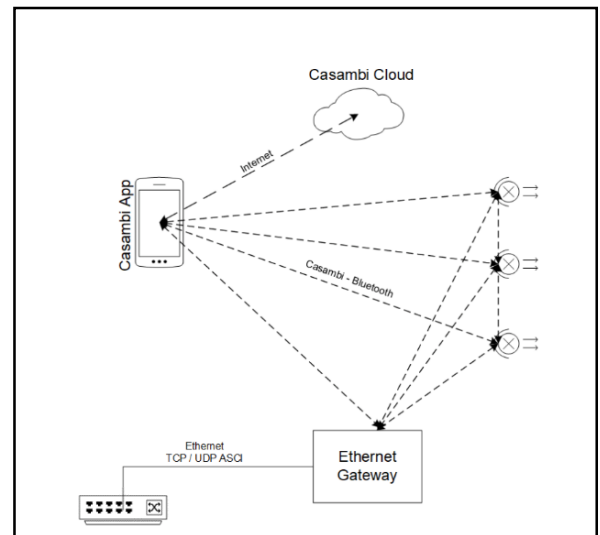 Casambi Cloud
Internet
Casambi App
Casambi - Bluetooth
Ethernet
TCP / UDP ASCI
Ethernet
Gateway